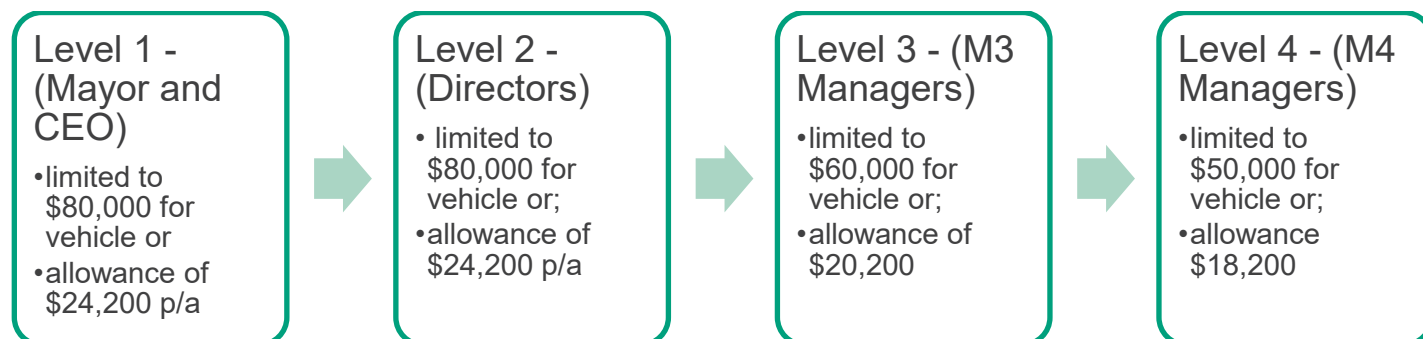 Level 1 -
(Mayor and
CEO)
•limited to
$80,000 for
vehicle or
•allowance of
$24,200 p/a
Level 2 -
(Directors)
• limited to
$80,000 for
vehicle or;
•allowance of
$24,200 p/a
Level 3 - (M3
Managers)
•limited to
$60,000 for
vehicle or;
•allowance of
$20,200
Level 4 - (M4
Managers)
•limited to
$50,000 for
vehicle or;
•allowance
$18,200